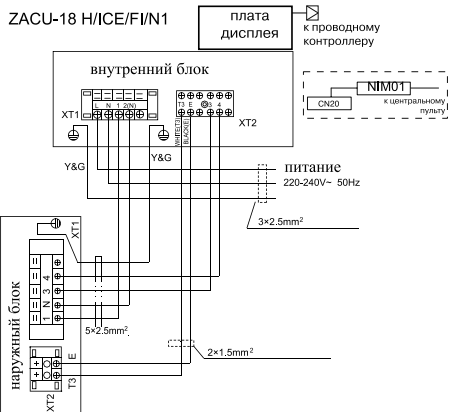 ZACU-18 H/ICE/FI/N1
плата
дисплея
к проводному
контроллеру
внутренний блок
NIM01
CN20
к центральному
пульту
XT1
L N 1 2(N)
T3 E 3 4
XT2
WHITE(T3)
BLACK(E)
Y&G
Y&G
питание
220-240V~ 50Hz
3×2.5mm²
XT1
наружный блок
4
3
N
1
5×2.5mm².
2×1.5mm²
E
T3
XT2